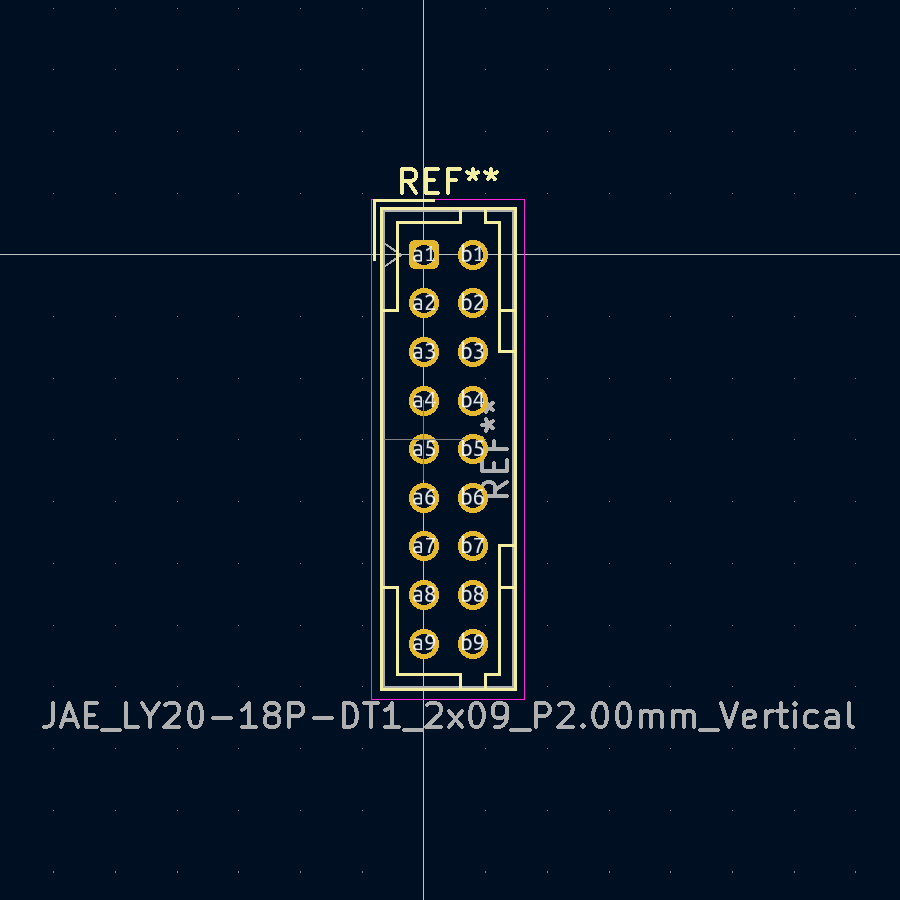 REF**
a1 b1
a2 b2
a3 b3
a4 b4
a5 b5
a6 b6
a7 b7
a8 b8
a9 b9
REF**
JAE_LY20-18P-DT1_2x09_P2.00mm_Vertical